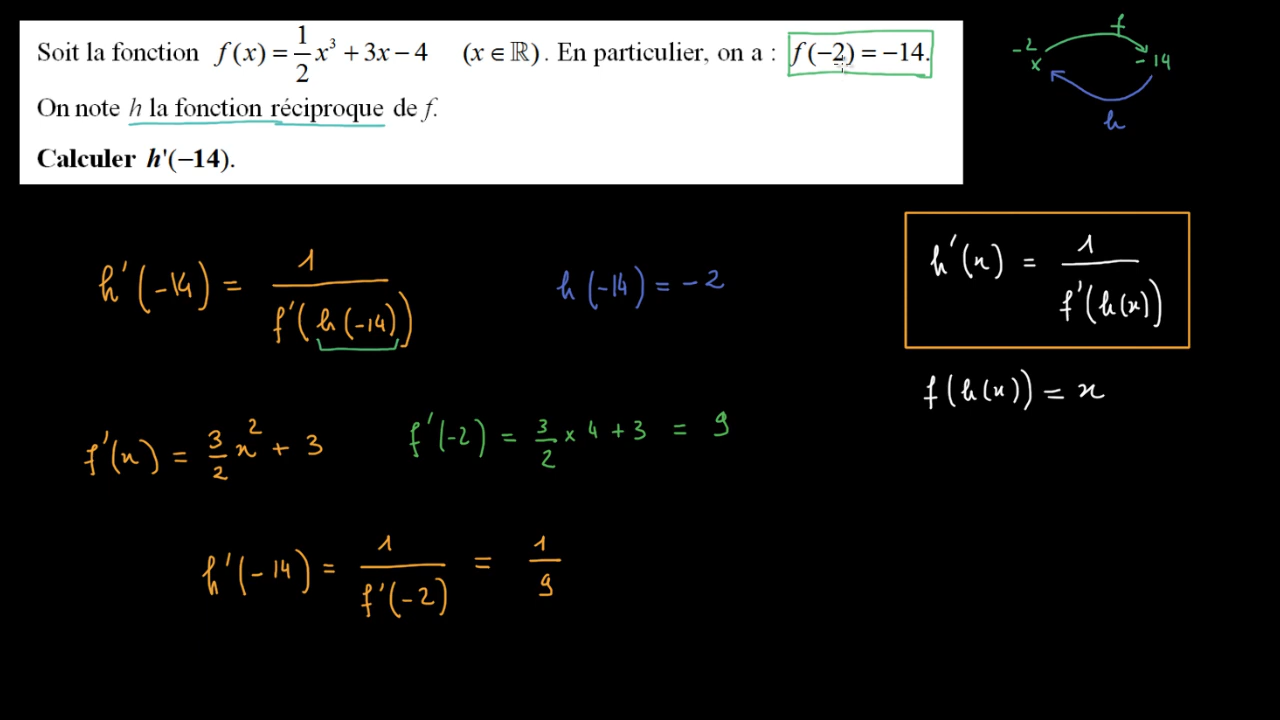 Soit la fonction f(x) = 1/2 x³ + 3x − 4 (x ∈ ℝ). En particulier, on a : f(−2) = −14.
On note h la fonction réciproque de f.
Calculer h'(−14).
f
-2
x
-14
h
h'(-14) = 1/f'(h(-14))
h(-14) = -2
h'(x) = 1/f'(h(x))
f(h(x)) = x
f'(x) = 3/2 x² + 3
f'(-2) = 3/2 × 4 + 3 = 9
h'(-14) = 1/f'(-2) = 1/9